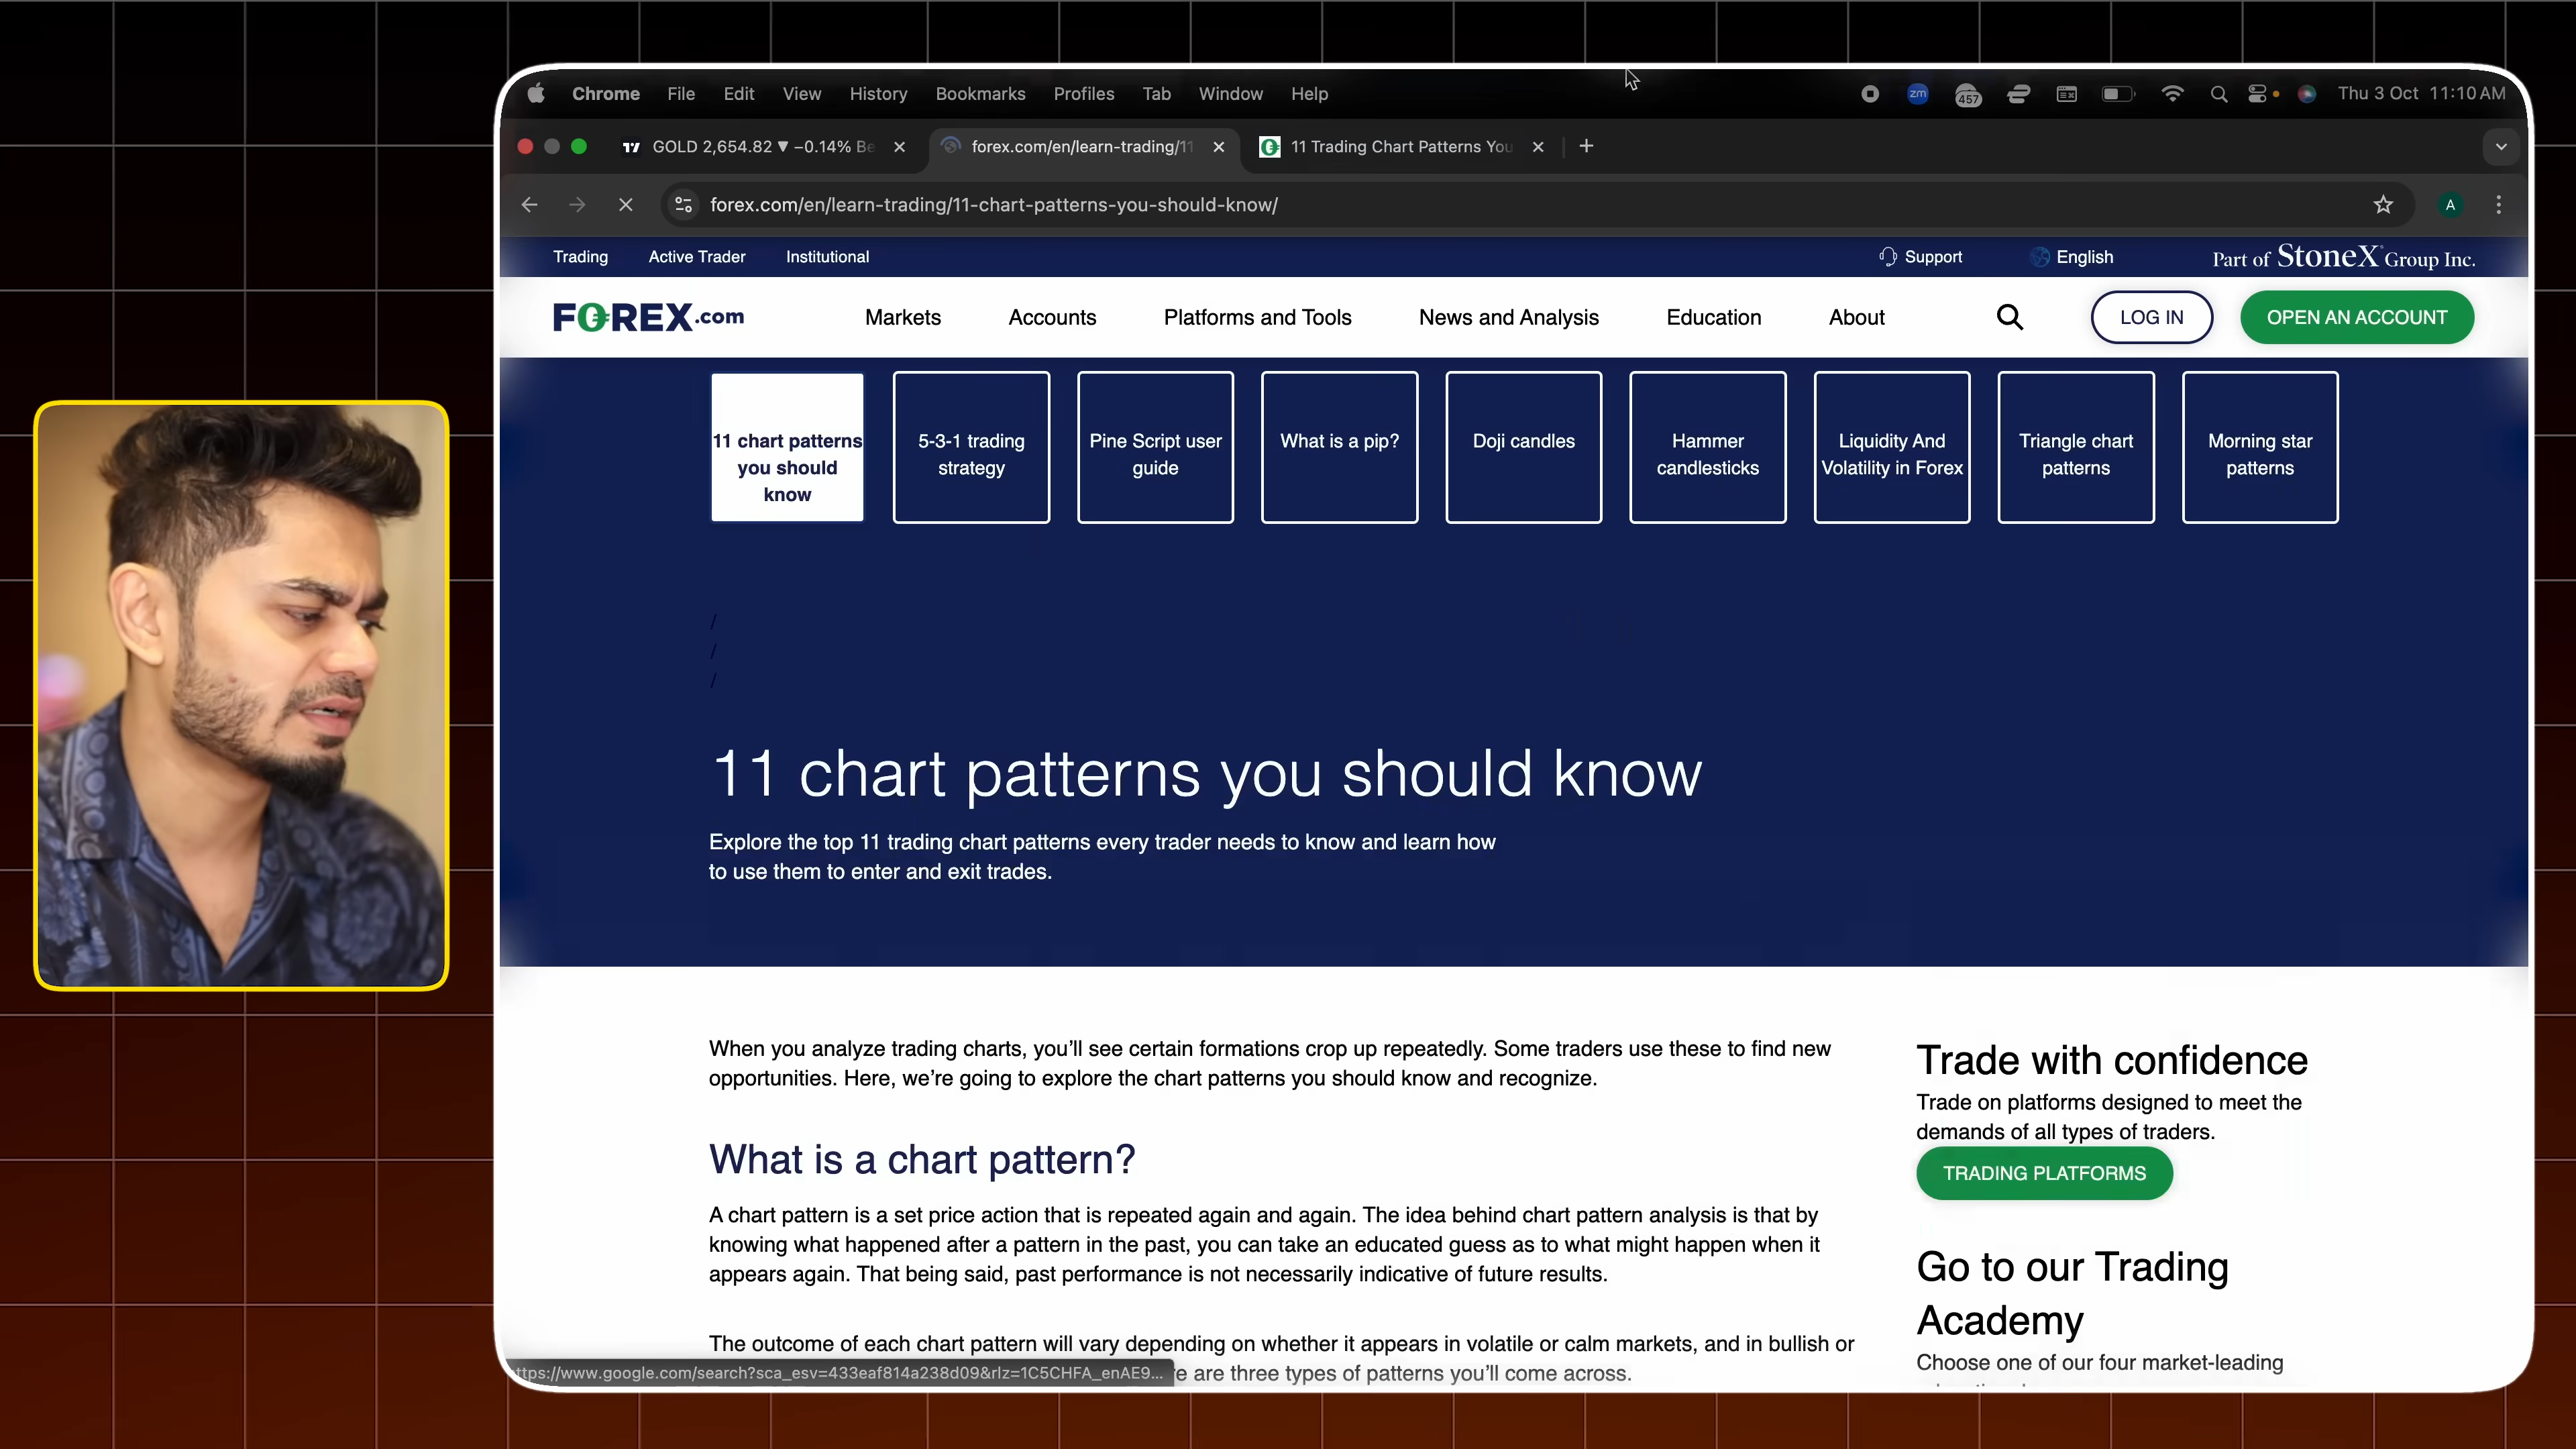 Chrome File Edit View History Bookmarks Profiles Tab Window Help
zm 457 Thu 3 Oct 11:10 AM
GOLD 2,654.82 ▼ −0.14% Be
forex.com/en/learn-trading/11
11 Trading Chart Patterns You
forex.com/en/learn-trading/11-chart-patterns-you-should-know/
A
Trading Active Trader Institutional
Support English Part of StoneX Group Inc.
FOREX.com Markets Accounts Platforms and Tools News and Analysis Education About LOG IN OPEN AN ACCOUNT
11 chart patterns
you should
know
5-3-1 trading
strategy
Pine Script user
guide
What is a pip?
Doji candles
Hammer
candlesticks
Liquidity And
Volatility in Forex
Triangle chart
patterns
Morning star
patterns
/
/
/
11 chart patterns you should know
Explore the top 11 trading chart patterns every trader needs to know and learn how
to use them to enter and exit trades.
When you analyze trading charts, you’ll see certain formations crop up repeatedly. Some traders use these to find new
opportunities. Here, we’re going to explore the chart patterns you should know and recognize.
What is a chart pattern?
A chart pattern is a set price action that is repeated again and again. The idea behind chart pattern analysis is that by
knowing what happened after a pattern in the past, you can take an educated guess as to what might happen when it
appears again. That being said, past performance is not necessarily indicative of future results.
The outcome of each chart pattern will vary depending on whether it appears in volatile or calm markets, and in bullish or
e are three types of patterns you’ll come across.
Trade with confidence
Trade on platforms designed to meet the
demands of all types of traders.
TRADING PLATFORMS
Go to our Trading
Academy
Choose one of our four market-leading
ttps://www.google.com/search?sca_esv=433eaf814a238d09&rlz=1C5CHFA_enAE9...